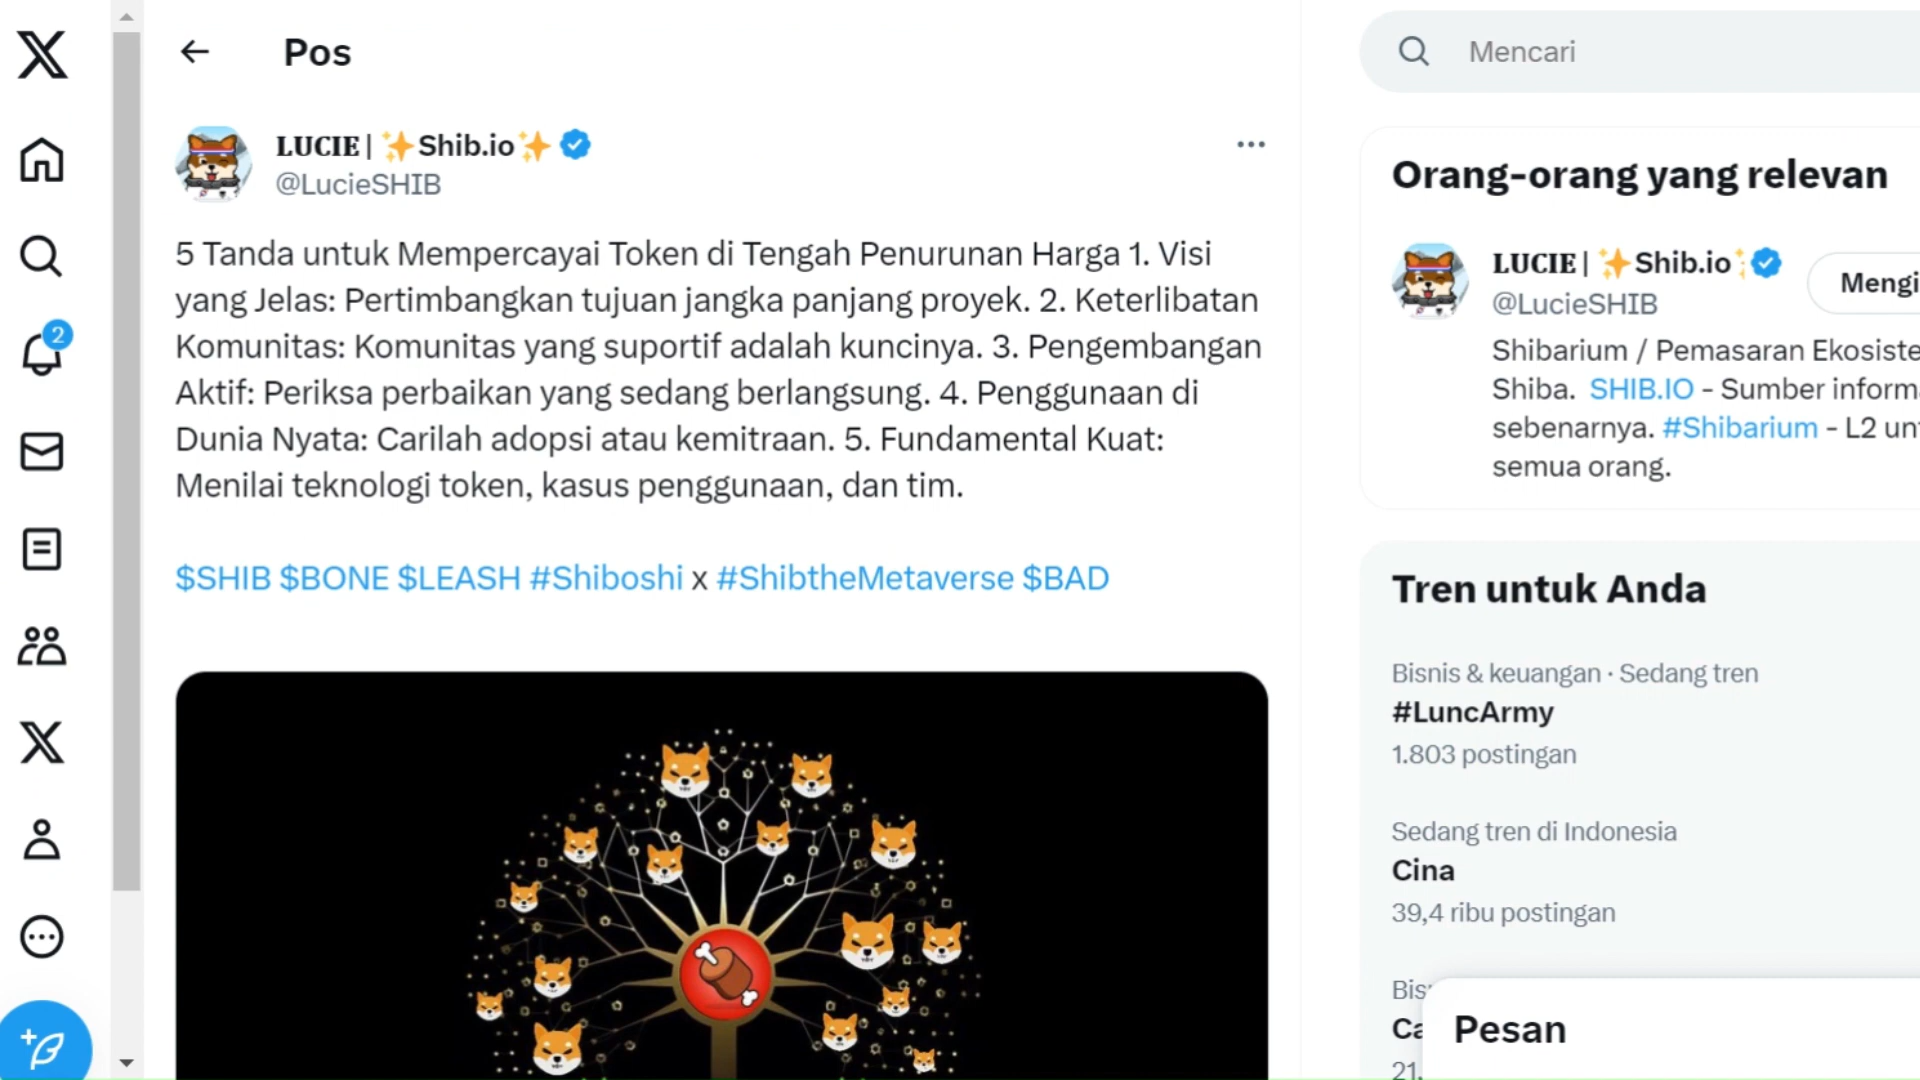 Pos
LUCIE | ✨Shib.io✨
@LucieSHIB
5 Tanda untuk Mempercayai Token di Tengah Penurunan Harga 1. Visi
yang Jelas: Pertimbangkan tujuan jangka panjang proyek. 2. Keterlibatan
Komunitas: Komunitas yang suportif adalah kuncinya. 3. Pengembangan
Aktif: Periksa perbaikan yang sedang berlangsung. 4. Penggunaan di
Dunia Nyata: Carilah adopsi atau kemitraan. 5. Fundamental Kuat:
Menilai teknologi token, kasus penggunaan, dan tim.
$SHIB $BONE $LEASH #Shiboshi x #ShibtheMetaverse $BAD
2
Mencari
Orang-orang yang relevan
LUCIE | ✨Shib.io
@LucieSHIB
Mengi
Shibarium / Pemasaran Ekosiste
Shiba. SHIB.IO - Sumber inform
sebenarnya. #Shibarium - L2 un
semua orang.
Tren untuk Anda
Bisnis & keuangan · Sedang tren
#LuncArmy
1.803 postingan
Sedang tren di Indonesia
Cina
39,4 ribu postingan
Bis
Ca
21,
Pesan